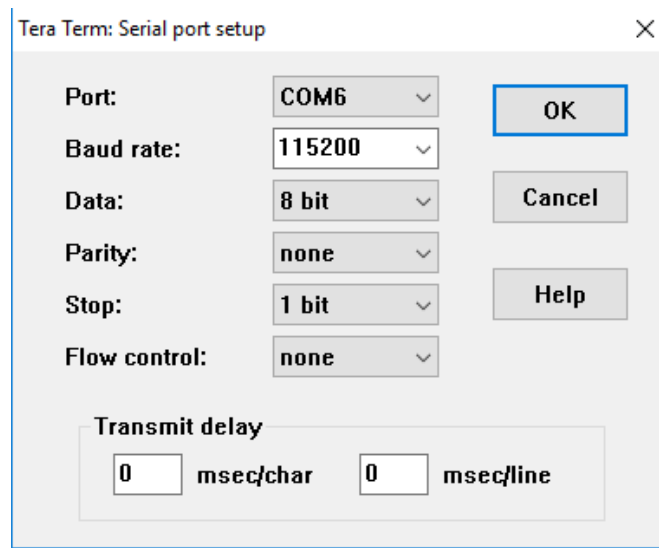 Tera Term: Serial port setup
Port: COM6
OK
Baud rate: 115200
Data: 8 bit
Cancel
Parity: none
Stop: 1 bit
Help
Flow control: none
Transmit delay
0 msec/char 0 msec/line